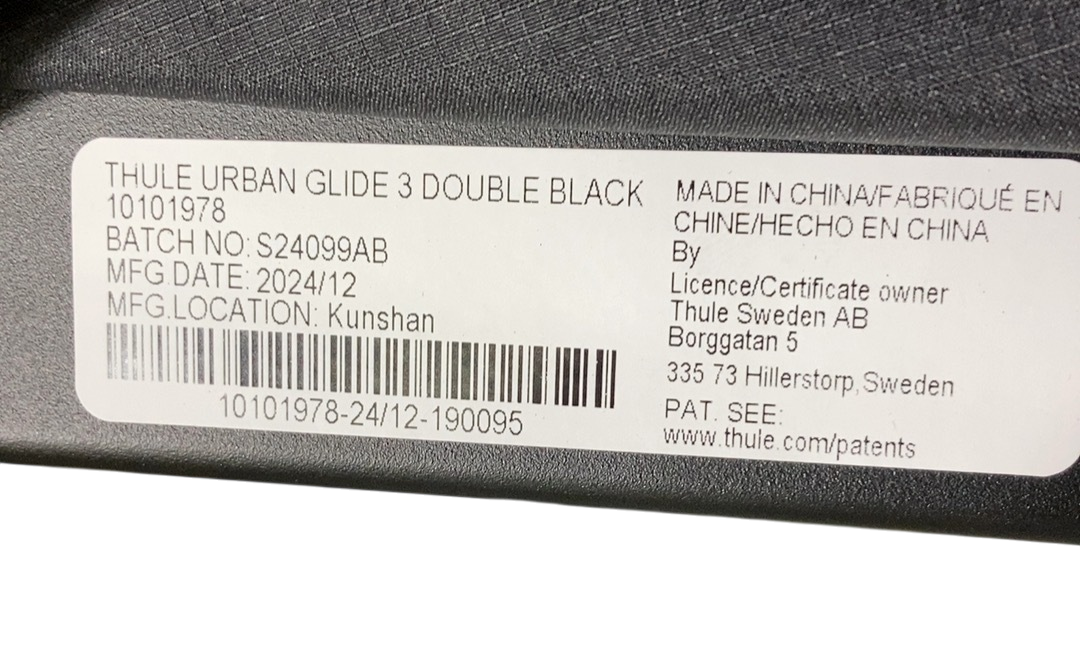 THULE URBAN GLIDE 3 DOUBLE BLACK
10101978
BATCH NO: S24099AB
MFG.DATE: 2024/12
MFG.LOCATION: Kunshan
10101978-24/12-190095
MADE IN CHINA/FABRIQUÉ EN
CHINE/HECHO EN CHINA
By
Licence/Certificate owner
Thule Sweden AB
Borggatan 5
335 73 Hillerstorp,Sweden
PAT. SEE:
www.thule.com/patents